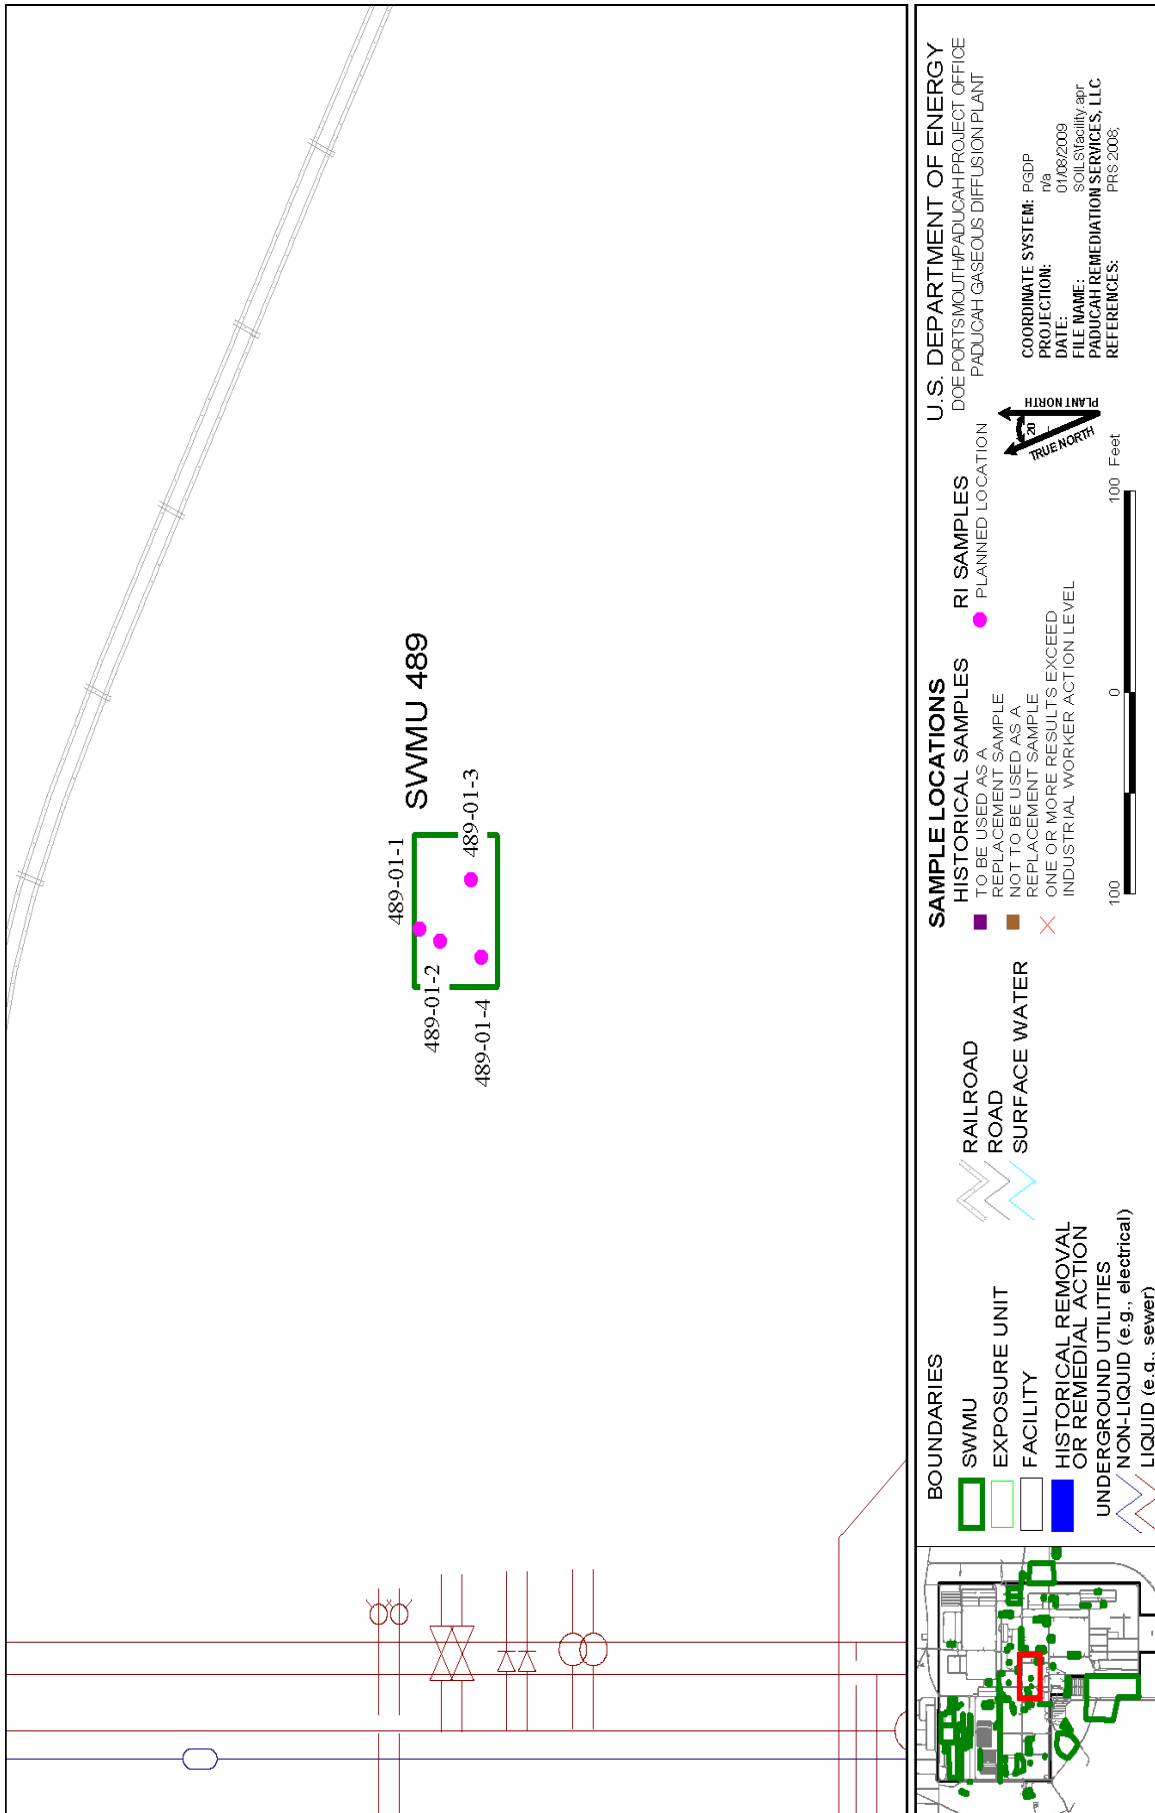 SWMU 489
489-01-1
489-01-2
489-01-3
489-01-4
BOUNDARIES
SWMU
EXPOSURE UNIT
FACILITY
HISTORICAL REMOVAL
OR REMEDIAL ACTION
UNDERGROUND UTILITIES
NON-LIQUID (e.g., electrical)
LIQUID (e.g., sewer)
RAILROAD
ROAD
SURFACE WATER
SAMPLE LOCATIONS
HISTORICAL SAMPLES
TO BE USED AS A
REPLACEMENT SAMPLE
NOT TO BE USED AS A
REPLACEMENT SAMPLE
ONE OR MORE RESULTS EXCEED
INDUSTRIAL WORKER ACTION LEVEL
RI SAMPLES
PLANNED LOCATION
100 0 100 Feet
TRUE NORTH
20
PLANT NORTH
U.S. DEPARTMENT OF ENERGY
DOE PORTSMOUTH/PADUCAH PROJECT OFFICE
PADUCAH GASEOUS DIFFUSION PLANT
COORDINATE SYSTEM: PGDP
PROJECTION: n/a
DATE: 01/08/2009
FILE NAME: SOILS\facility.apr
PADUCAH REMEDIATION SERVICES, LLC
REFERENCES: PRS 2008;